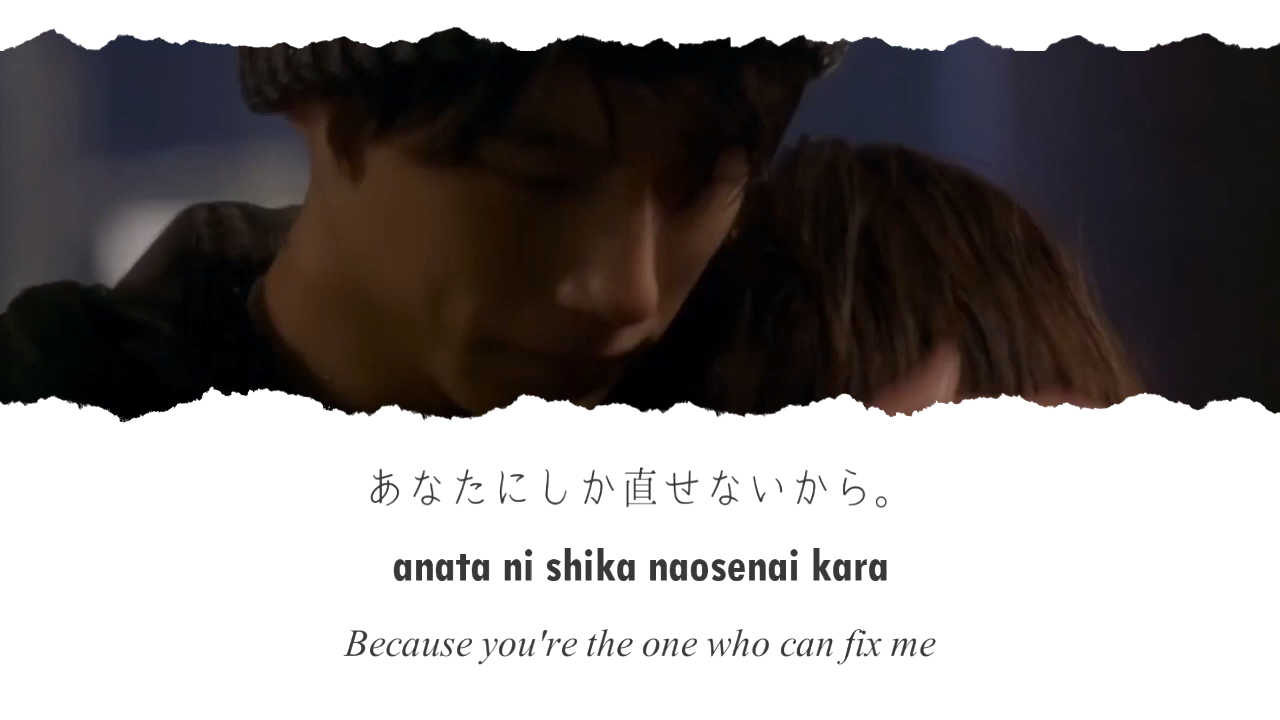 あなたにしか直せないから。
anata ni shika naosenai kara
Because you're the one who can fix me